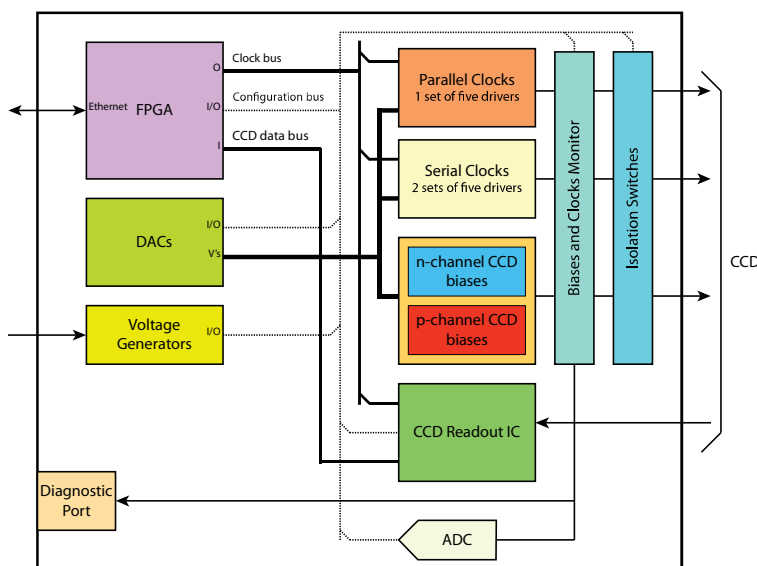 Clock bus
O
Ethernet
FPGA
I/O
Configuration bus
CCD data bus
I
Parallel Clocks
1 set of five drivers
Serial Clocks
2 sets of five drivers
DACs
I/O
V's
n-channel CCD
biases
p-channel CCD
biases
Voltage
Generators
I/O
CCD Readout IC
Biases and Clocks Monitor
Isolation Switches
CCD
Diagnostic
Port
ADC